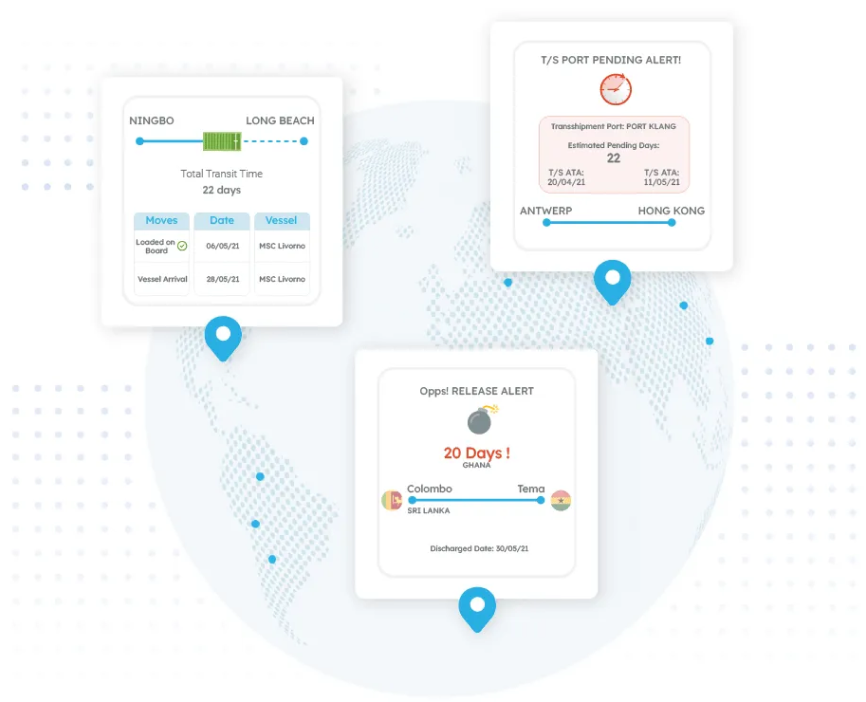 NINGBO LONG BEACH
Total Transit Time
22 days
Moves Date Vessel
Loaded on
Board
06/05/21 MSC Livorno
Vessel Arrival 28/05/21 MSC Livorno
T/S PORT PENDING ALERT!
Transshipment Port: PORT KLANG
Estimated Pending Days:
22
T/S ATA: T/S ATA:
20/04/21 11/05/21
ANTWERP HONG KONG
Opps! RELEASE ALERT
20 Days !
GHANA
Colombo Tema
SRI LANKA
Discharged Date: 30/05/21